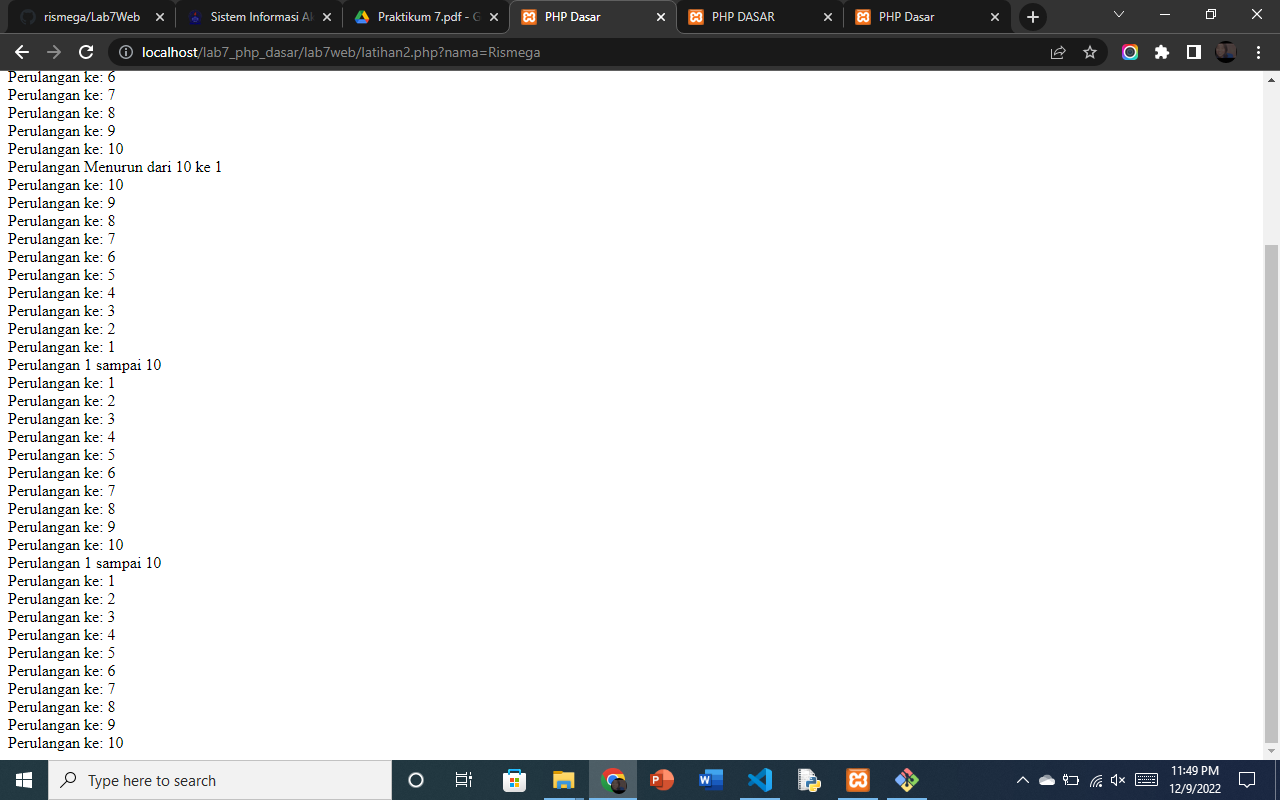 rismega/Lab7Web
Sistem Informasi Ak
Praktikum 7.pdf - G
PHP Dasar
PHP DASAR
PHP Dasar
localhost/lab7_php_dasar/lab7web/latihan2.php?nama=Rismega
Perulangan ke: 6
Perulangan ke: 7
Perulangan ke: 8
Perulangan ke: 9
Perulangan ke: 10
Perulangan Menurun dari 10 ke 1
Perulangan ke: 10
Perulangan ke: 9
Perulangan ke: 8
Perulangan ke: 7
Perulangan ke: 6
Perulangan ke: 5
Perulangan ke: 4
Perulangan ke: 3
Perulangan ke: 2
Perulangan ke: 1
Perulangan 1 sampai 10
Perulangan ke: 1
Perulangan ke: 2
Perulangan ke: 3
Perulangan ke: 4
Perulangan ke: 5
Perulangan ke: 6
Perulangan ke: 7
Perulangan ke: 8
Perulangan ke: 9
Perulangan ke: 10
Perulangan 1 sampai 10
Perulangan ke: 1
Perulangan ke: 2
Perulangan ke: 3
Perulangan ke: 4
Perulangan ke: 5
Perulangan ke: 6
Perulangan ke: 7
Perulangan ke: 8
Perulangan ke: 9
Perulangan ke: 10
Type here to search
11:49 PM
12/9/2022